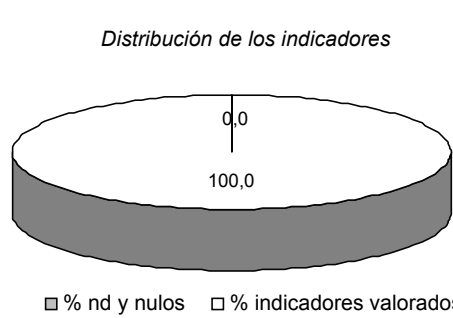 Distribución de los indicadores
0,0
100,0
% nd y nulos % indicadores valorados